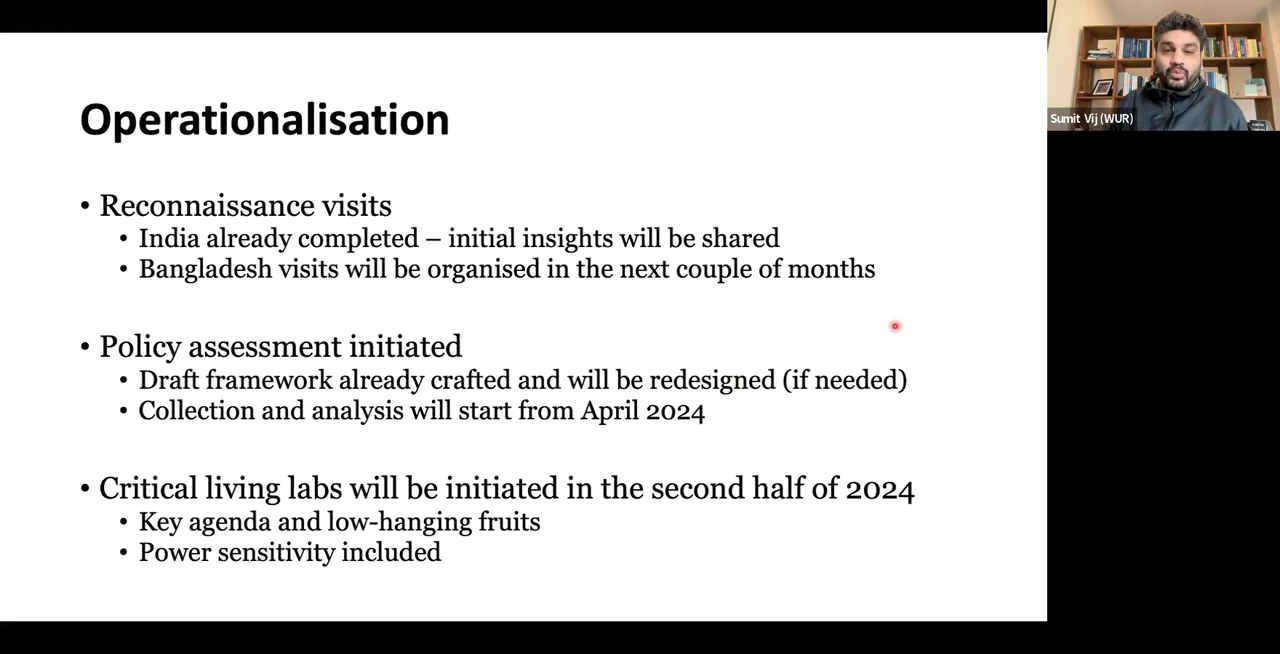 Operationalisation
• Reconnaissance visits
• India already completed – initial insights will be shared
• Bangladesh visits will be organised in the next couple of months
• Policy assessment initiated
• Draft framework already crafted and will be redesigned (if needed)
• Collection and analysis will start from April 2024
• Critical living labs will be initiated in the second half of 2024
• Key agenda and low-hanging fruits
• Power sensitivity included
Sumit Vij (WUR)